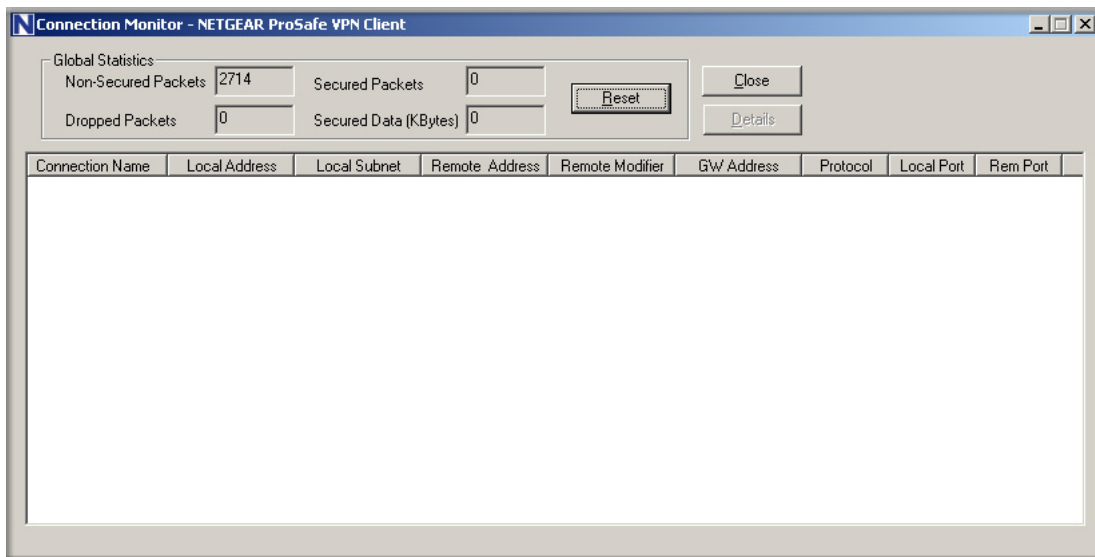 Connection Monitor - NETGEAR ProSafe VPN Client
Global Statistics
Non-Secured Packets 2714 Secured Packets 0
Reset
Close
Dropped Packets 0 Secured Data (KBytes) 0
Details
Connection Name Local Address Local Subnet Remote Address Remote Modifier GW Address Protocol Local Port Rem Port